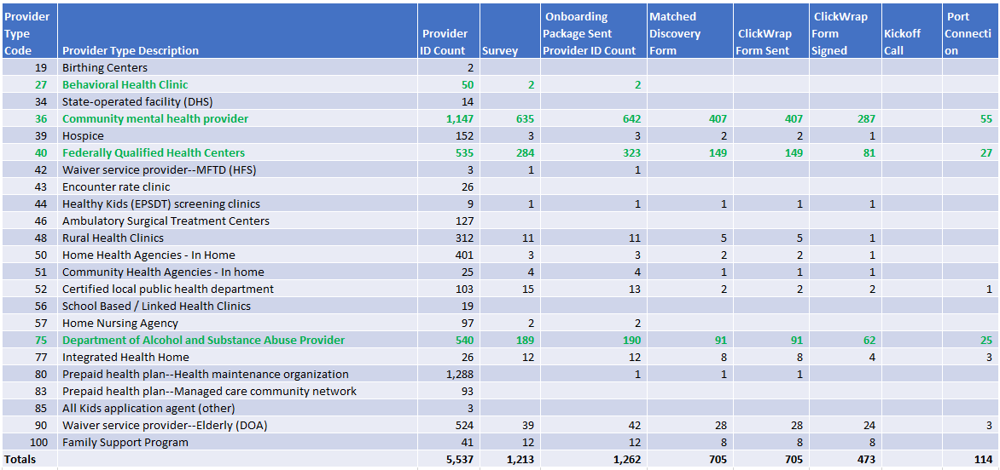 Provider Type Code Provider Type Description Provider ID Count Survey Onboarding Package Sent Provider ID Count Matched Discovery Form ClickWrap Form Sent ClickWrap Form Signed Kickoff Call Port Connecti on
19 Birthing Centers 2
27 Behavioral Health Clinic 50 2 2
34 State-operated facility (DHS) 14
36 Community mental health provider 1,147 635 642 407 407 287 55
39 Hospice 152 3 3 2 2 1
40 Federally Qualified Health Centers 535 284 323 149 149 81 27
42 Waiver service provider--MFTD (HFS) 3 1 1
43 Encounter rate clinic 26
44 Healthy Kids (EPSDT) screening clinics 9 1 1 1 1 1
46 Ambulatory Surgical Treatment Centers 127
48 Rural Health Clinics 312 11 11 5 5 1
50 Home Health Agencies - In Home 401 3 3 2 2 1
51 Community Health Agencies - In home 25 4 4 1 1 1
52 Certified local public health department 103 15 13 2 2 2 1
56 School Based / Linked Health Clinics 19
57 Home Nursing Agency 97 2 2
75 Department of Alcohol and Substance Abuse Provider 540 189 190 91 91 62 25
77 Integrated Health Home 26 12 12 8 8 4 3
80 Prepaid health plan--Health maintenance organization 1,288 1 1 1
83 Prepaid health plan--Managed care community network 93
85 All Kids application agent (other) 3
90 Waiver service provider--Elderly (DOA) 524 39 42 28 28 24 3
100 Family Support Program 41 12 12 8 8 8
Totals 5,537 1,213 1,262 705 705 473 114